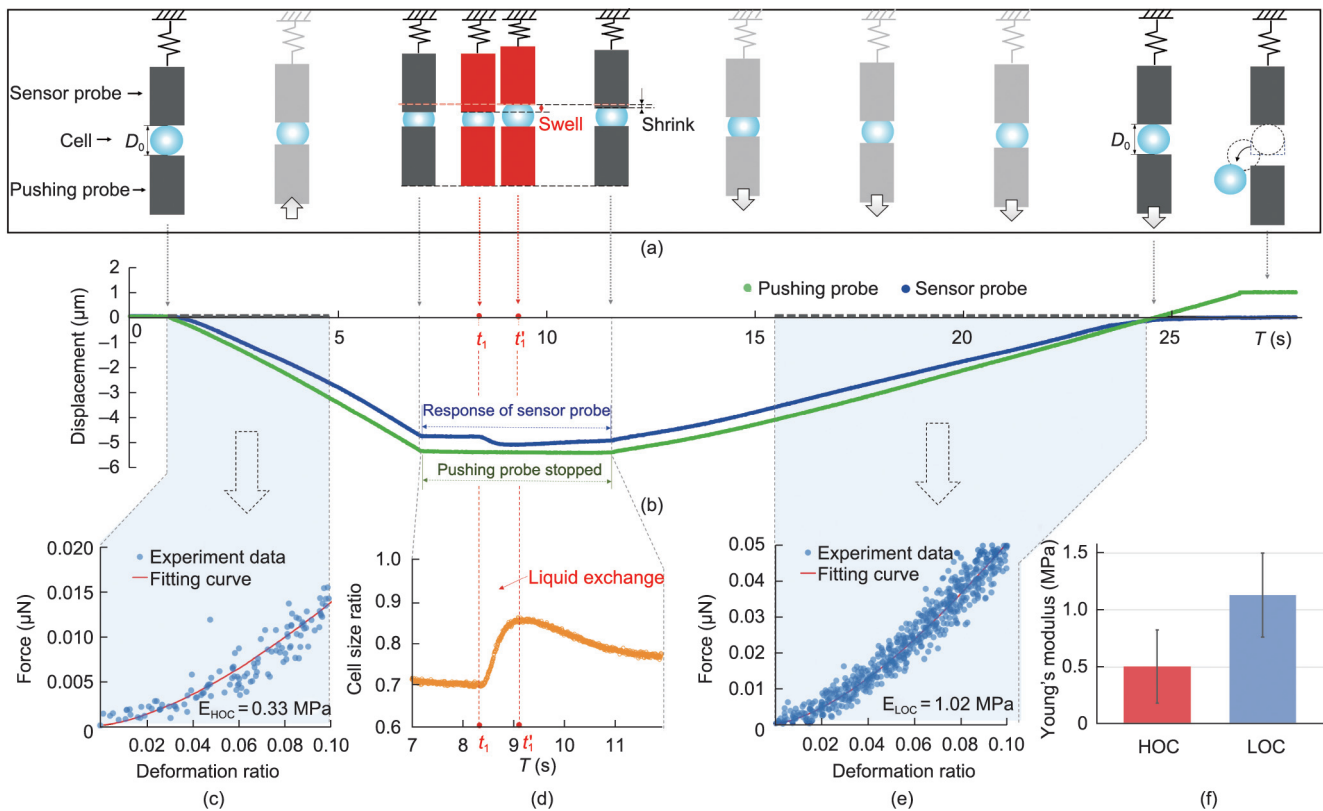 Sensor probe
Cell
D0
Pushing probe
Swell
Shrink
D0
(a)
Displacement (μm)
2
1
0
–1
–2
–3
–4
–5
–6
Pushing probe
Sensor probe
0
5
t1
t'1
10
15
20
25
T (s)
Response of sensor probe
Pushing probe stopped
(b)
Force (μN)
0.020
0.015
0.010
0.005
0
Experiment data
Fitting curve
EHOC = 0.33 MPa
0.02 0.04 0.06 0.08 0.10
Deformation ratio
(c)
Cell size ratio
1.0
0.9
0.8
0.7
0.6
Liquid exchange
7 8 t1 9 t'1 10 11
T (s)
(d)
Force (μN)
0.05
0.04
0.03
0.02
0.01
0
Experiment data
Fitting curve
ELOC = 1.02 MPa
0.02 0.04 0.06 0.08 0.10
Deformation ratio
(e)
Young's modulus (MPa)
1.5
1.0
0.5
0
HOC LOC
(f)